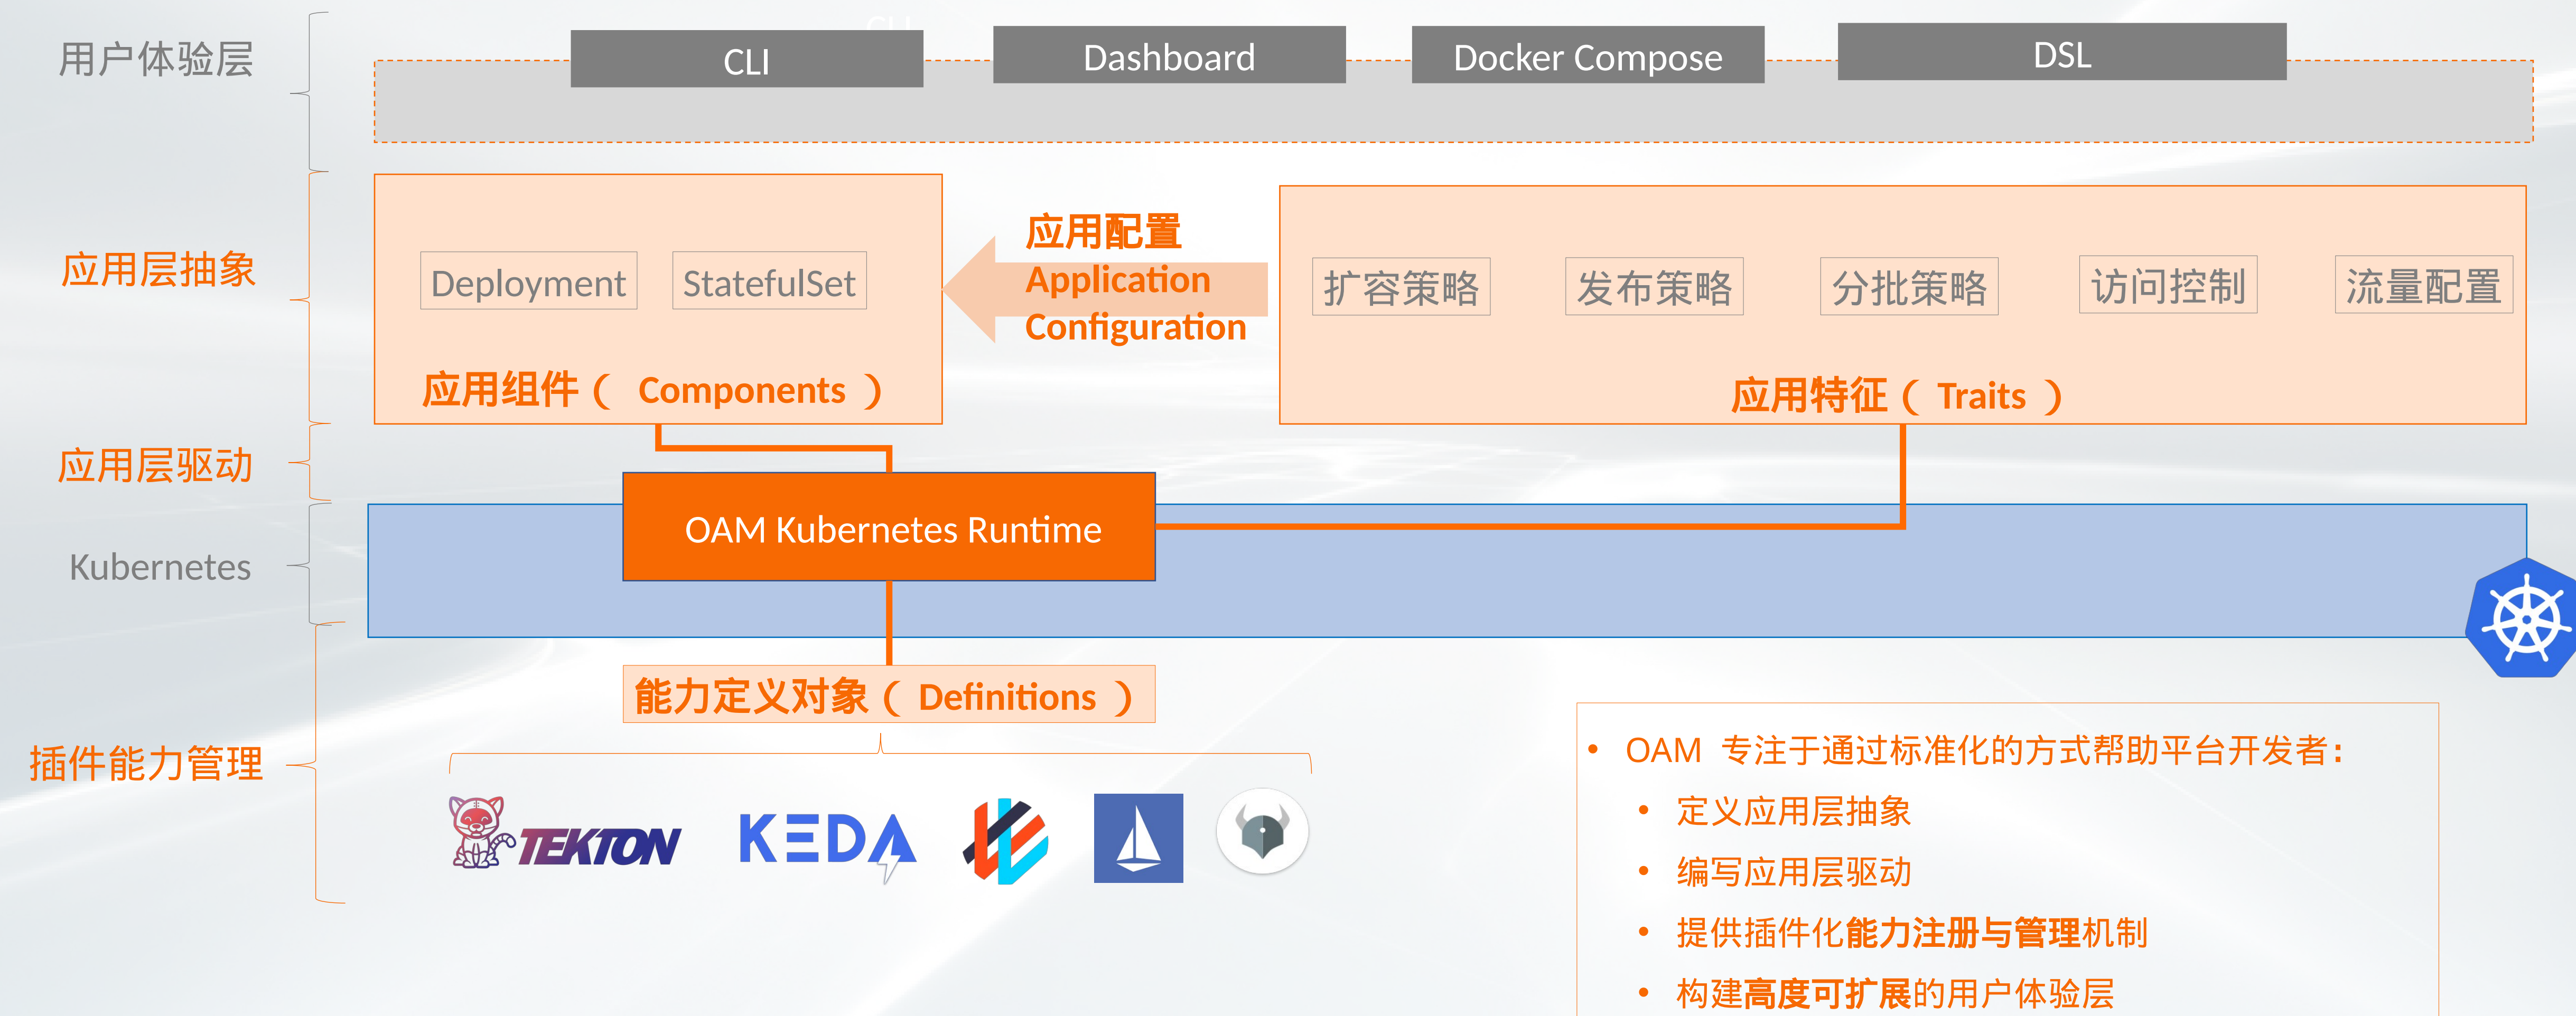 用户体验层
CLI
CLI
Dashboard
Docker Compose
DSL
应用层抽象
Deployment
StatefulSet
应用组件（ Components ）
应用配置
Application
Configuration
扩容策略
发布策略
分批策略
访问控制
流量配置
应用特征（ Traits ）
应用层驱动
OAM Kubernetes Runtime
Kubernetes
能力定义对象（ Definitions ）
插件能力管理
TEKTON
KEDA
• OAM 专注于通过标准化的方式帮助平台开发者：
• 定义应用层抽象
• 编写应用层驱动
• 提供插件化能力注册与管理机制
• 构建高度可扩展的用户体验层